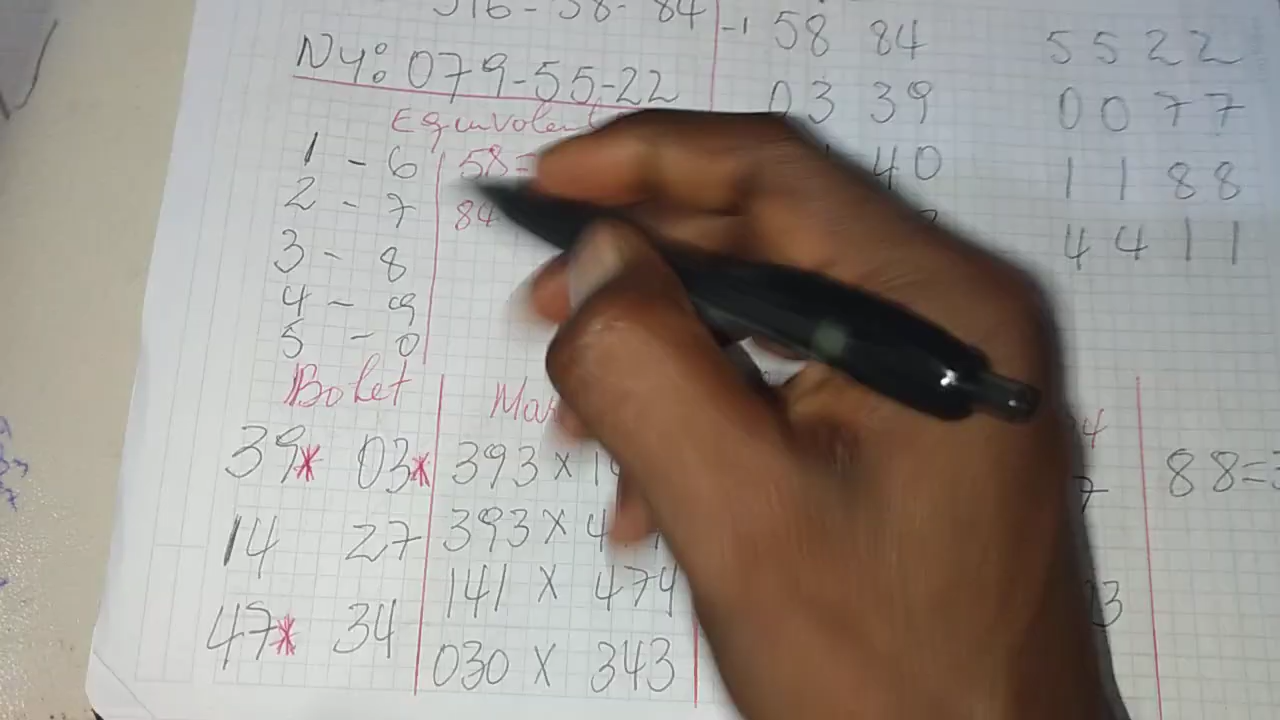 316-58-84
NY: 079-55-22
1 - 6
2 - 7
3 - 8
4 - 9
5 - 0
58=
84
-1 58 84
03 39
40
5522
0077
1188
4411
Bolet
39* 03*
14 27
47* 34
393 x
393 x
141 x 474
030 x 343
88=